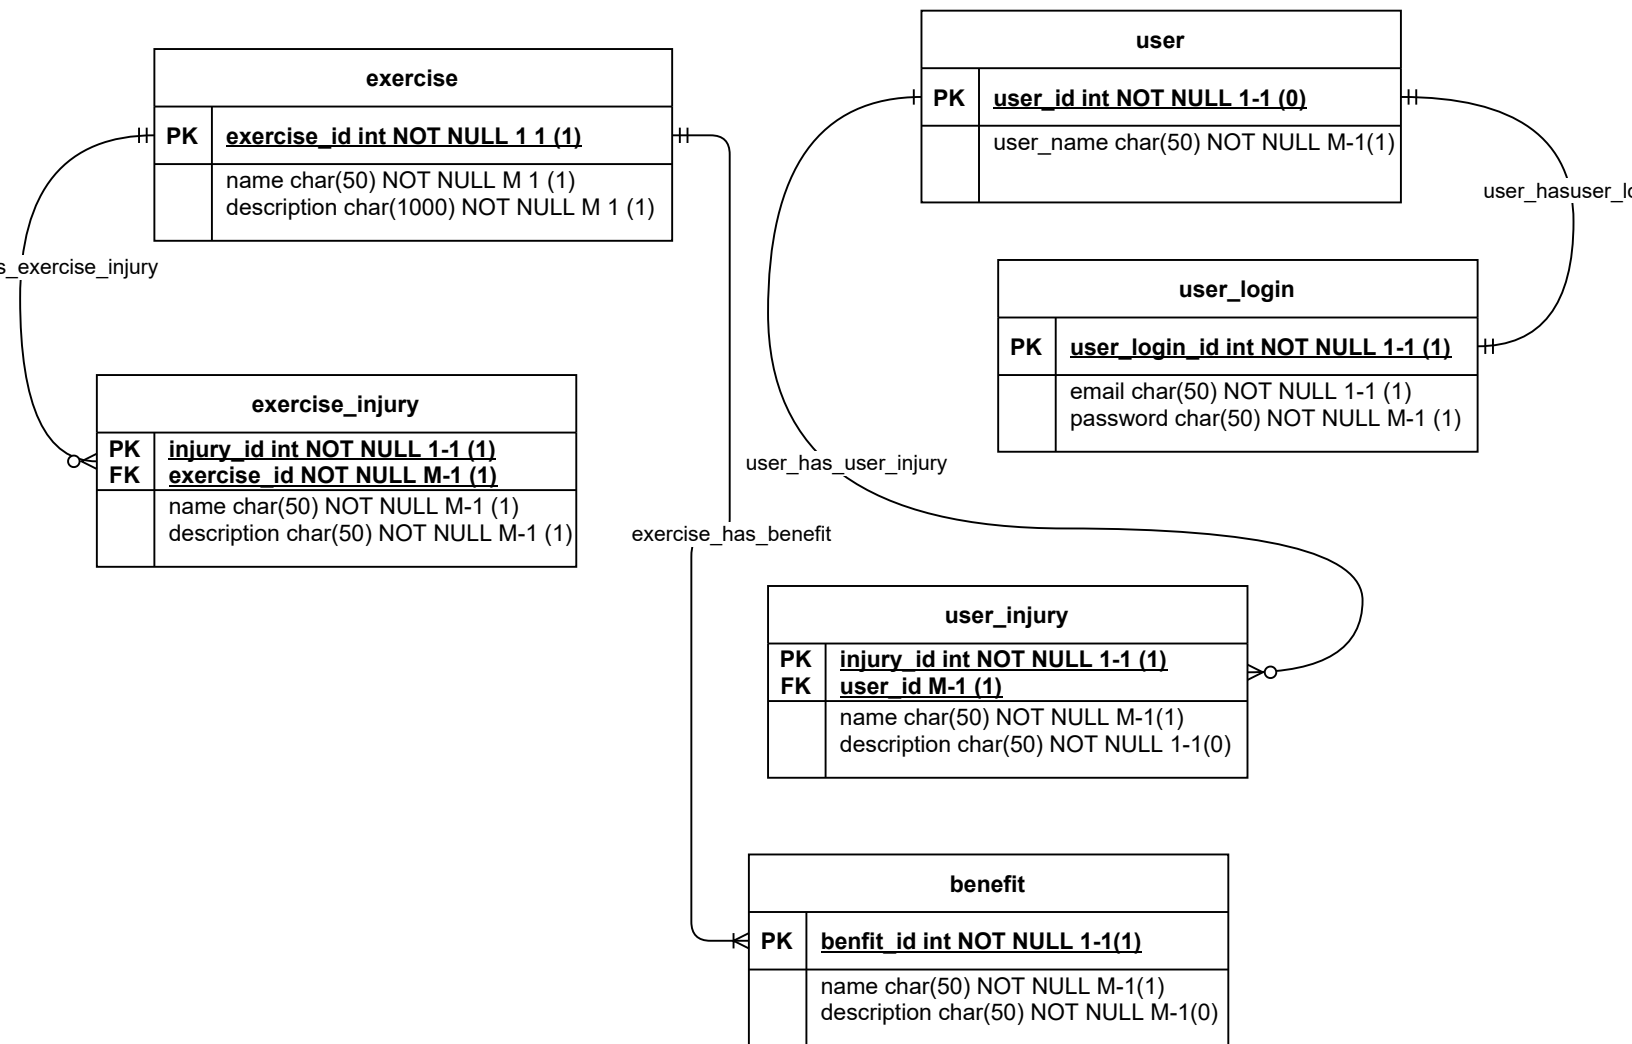 exercise
PK exercise_id int NOT NULL 1 1 (1)
name char(50) NOT NULL M 1 (1)
description char(1000) NOT NULL M 1 (1)
user
PK user_id int NOT NULL 1-1 (0)
user_name char(50) NOT NULL M-1(1)
user_hasuser_lo
s_exercise_injury
user_login
PK user_login_id int NOT NULL 1-1 (1)
email char(50) NOT NULL 1-1 (1)
password char(50) NOT NULL M-1 (1)
exercise_injury
PK injury_id int NOT NULL 1-1 (1)
FK exercise_id NOT NULL M-1 (1)
name char(50) NOT NULL M-1 (1)
description char(50) NOT NULL M-1 (1)
user_has_user_injury
exercise_has_benefit
user_injury
PK injury_id int NOT NULL 1-1 (1)
FK user_id M-1 (1)
name char(50) NOT NULL M-1(1)
description char(50) NOT NULL 1-1(0)
benefit
PK benfit_id int NOT NULL 1-1(1)
name char(50) NOT NULL M-1(1)
description char(50) NOT NULL M-1(0)